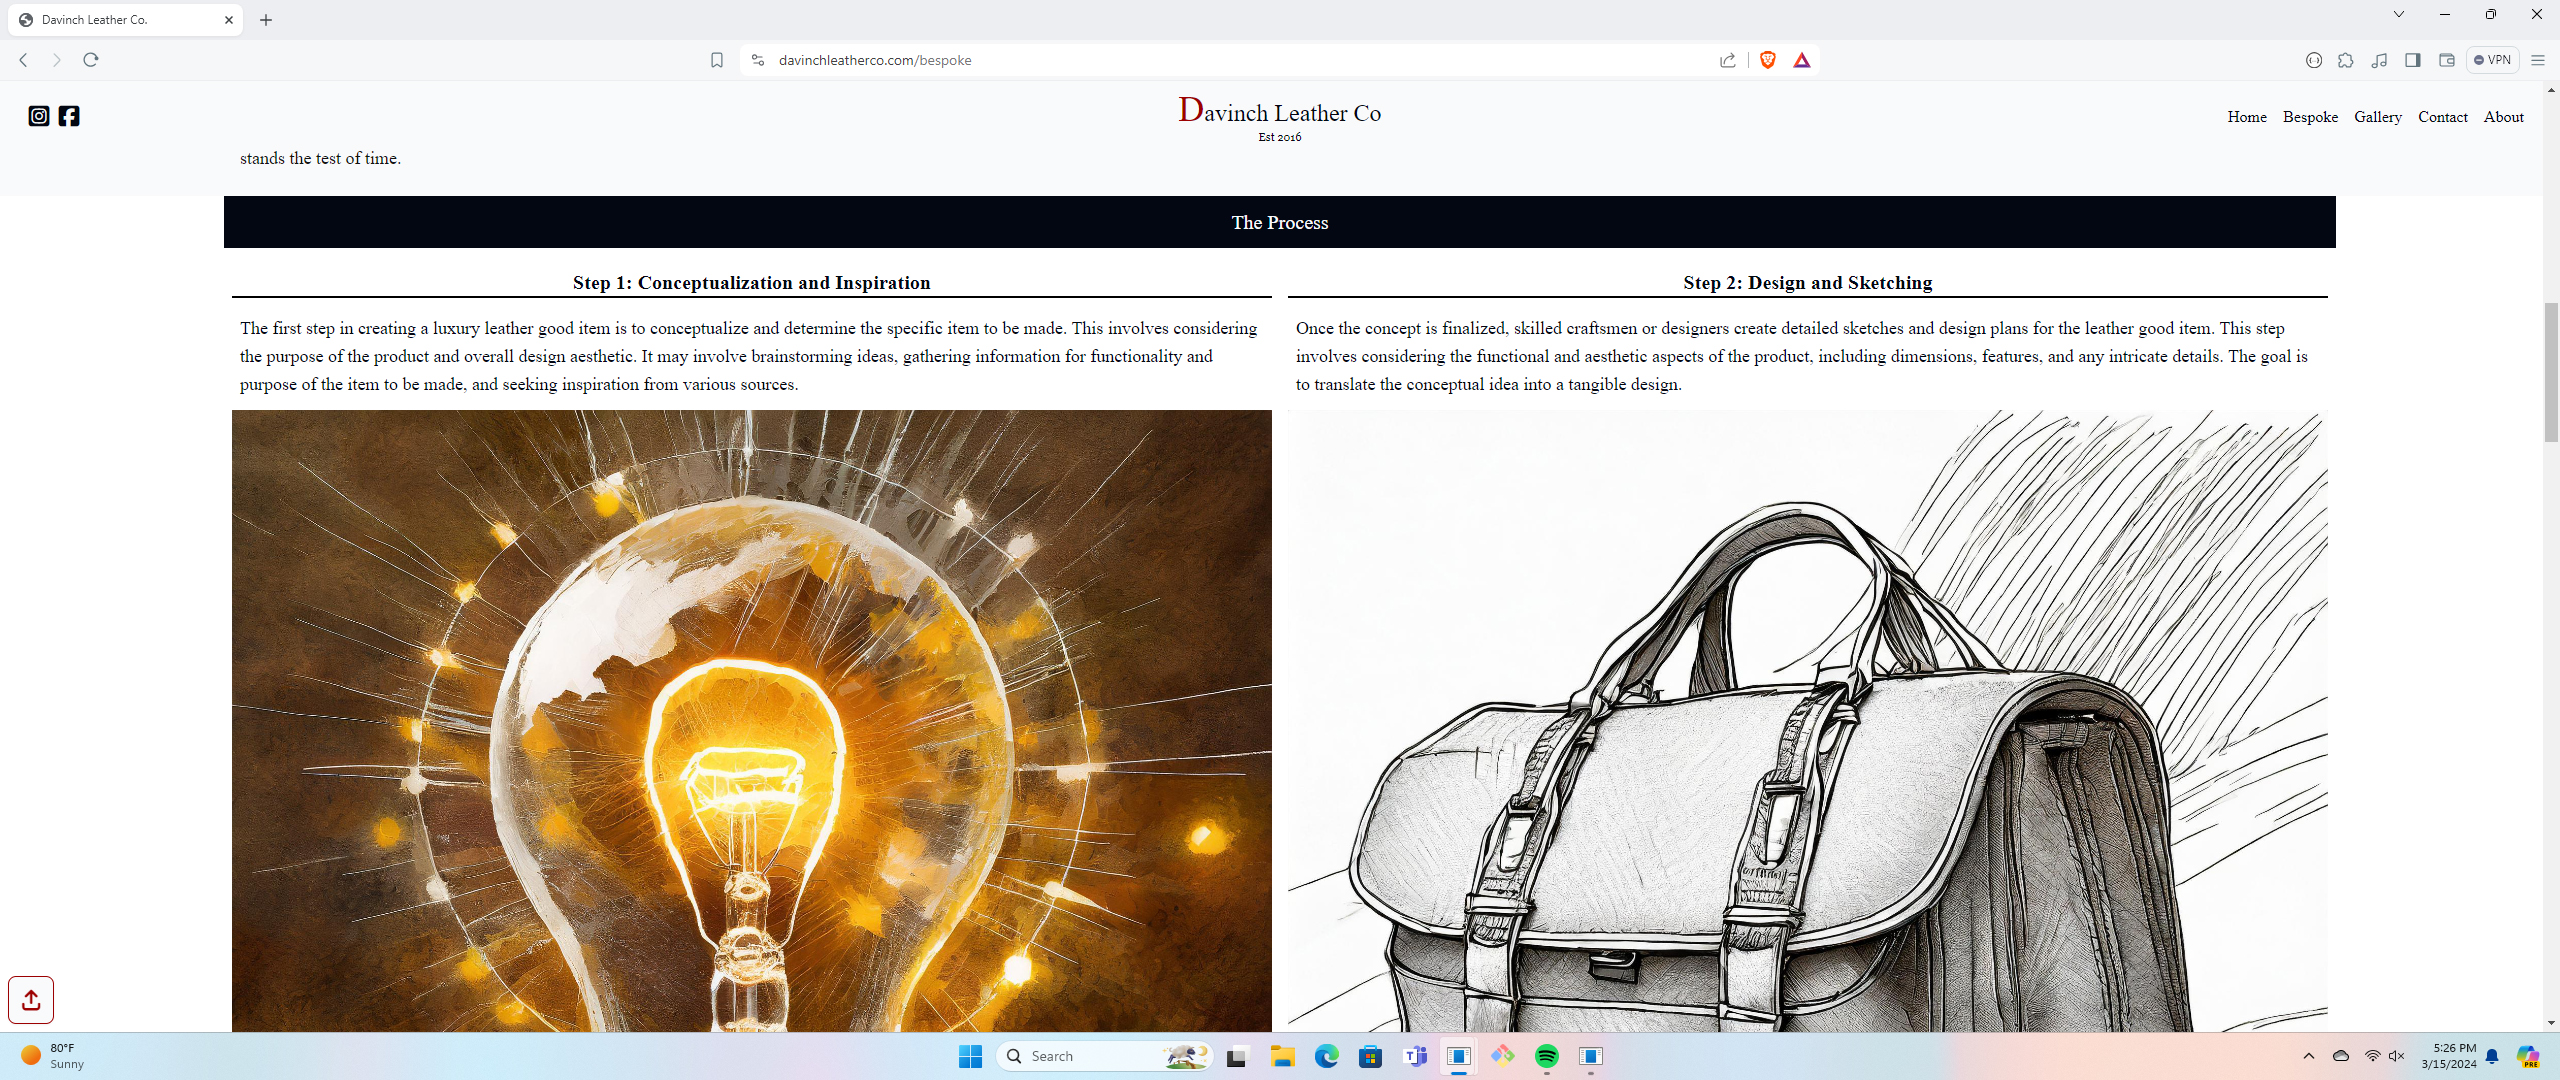 Davinch Leather Co.
davinchleatherco.com/bespoke
VPN
Davinch Leather Co
Est 2016
Home Bespoke Gallery Contact About
stands the test of time.
The Process
Step 1: Conceptualization and Inspiration
The first step in creating a luxury leather good item is to conceptualize and determine the specific item to be made. This involves considering
the purpose of the product and overall design aesthetic. It may involve brainstorming ideas, gathering information for functionality and
purpose of the item to be made, and seeking inspiration from various sources.
Step 2: Design and Sketching
Once the concept is finalized, skilled craftsmen or designers create detailed sketches and design plans for the leather good item. This step
involves considering the functional and aesthetic aspects of the product, including dimensions, features, and any intricate details. The goal is
to translate the conceptual idea into a tangible design.
80°F
Sunny
Search
5:26 PM
3/15/2024
PRE